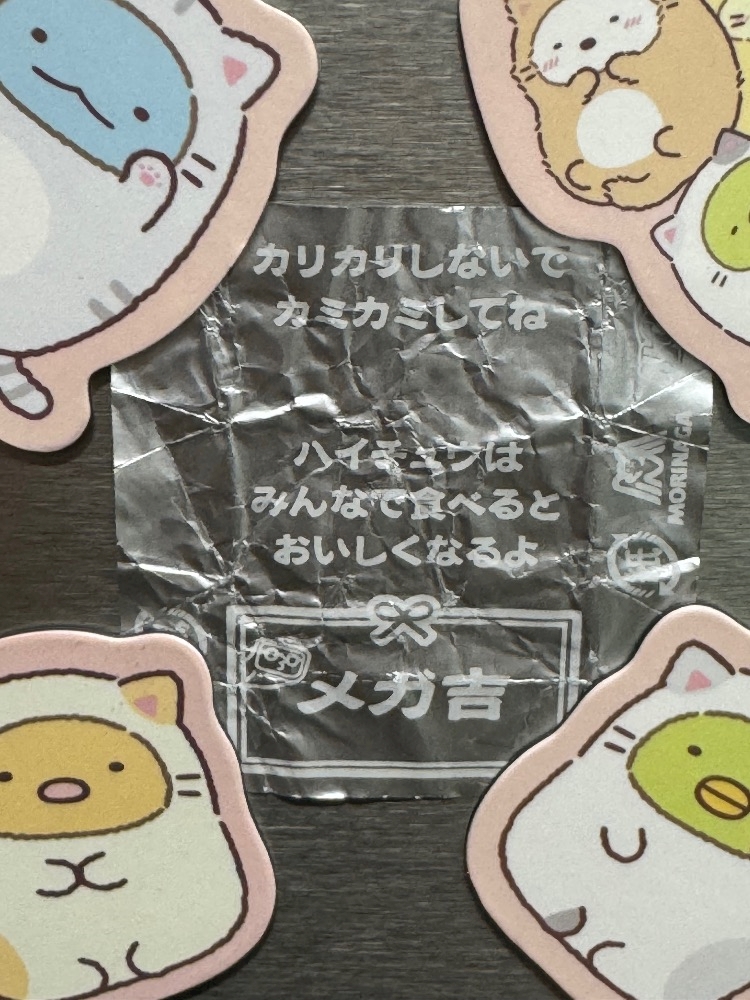 カリカリしないで
カミカミしてね
ハイチュウは
みんなで食べると
おいしくなるよ
メガ吉
MORINAGA